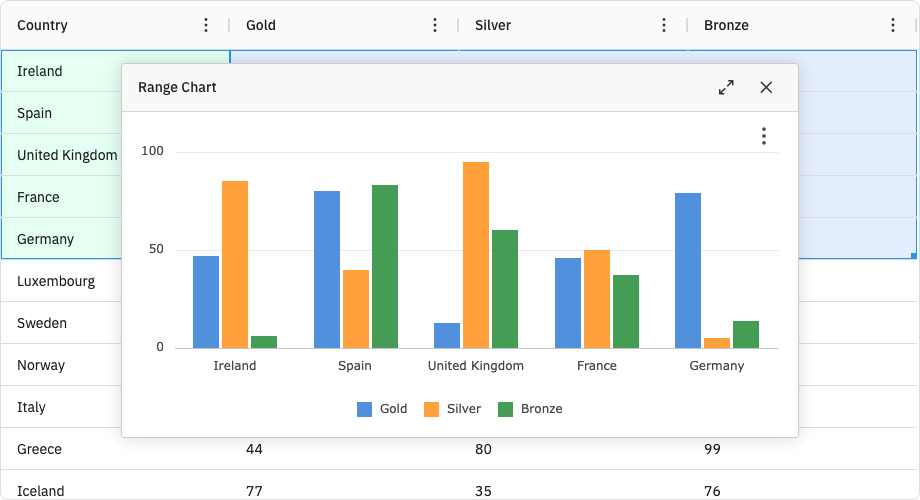 Country Gold Silver Bronze
Ireland
Range Chart
Spain
United Kingdom
France
Germany
Luxembourg
Sweden
Norway
Italy
100
50
0
Ireland Spain United Kingdom France Germany
Gold Silver Bronze
Greece 44 80 99
Iceland 77 35 76